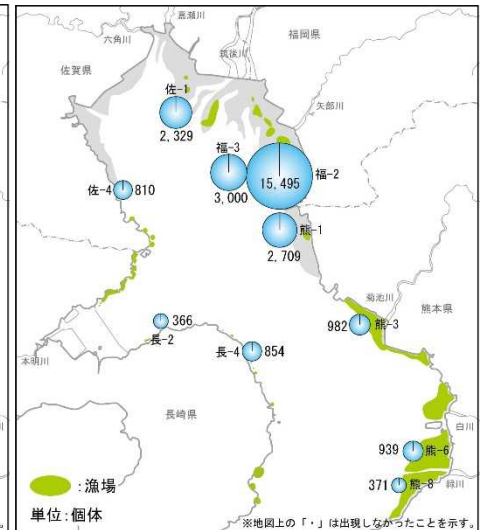 嘉瀬川
六角川
福岡県
筑後川
佐賀県
佐-1
矢部川
2,329
福-3
福-2
15,495
佐-4
810
3,000
熊-1
2,709
菊池川
熊本県
366
982
熊-3
長-2
長-4
854
本明川
長崎県
白川
939
熊-6
371
熊-8
緑川
:漁場
単位:個体
※地図上の「・」は出現しなかったことを示す。